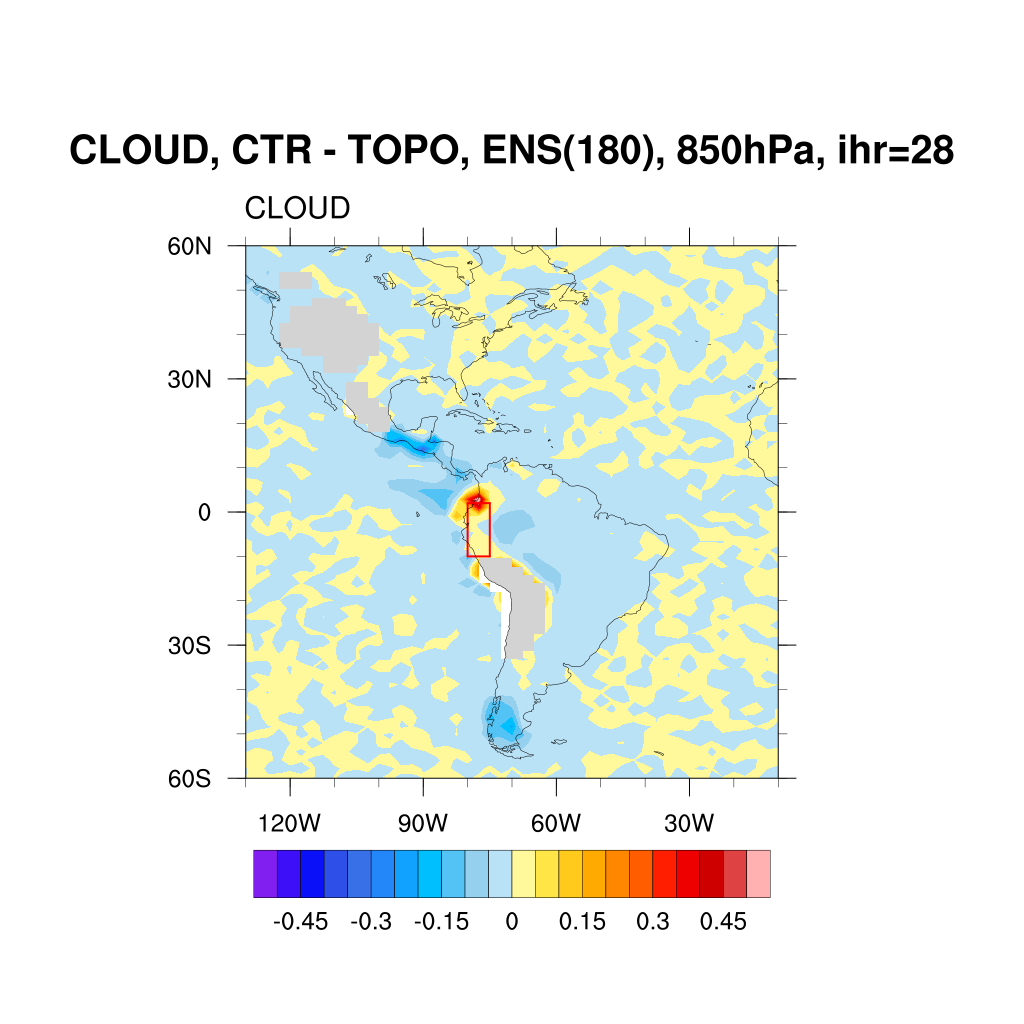 CLOUD, CTR - TOPO, ENS(180), 850hPa, ihr=28
CLOUD
60N
30N
0
30S
60S
120W 90W 60W 30W
-0.45 -0.3 -0.15 0 0.15 0.3 0.45